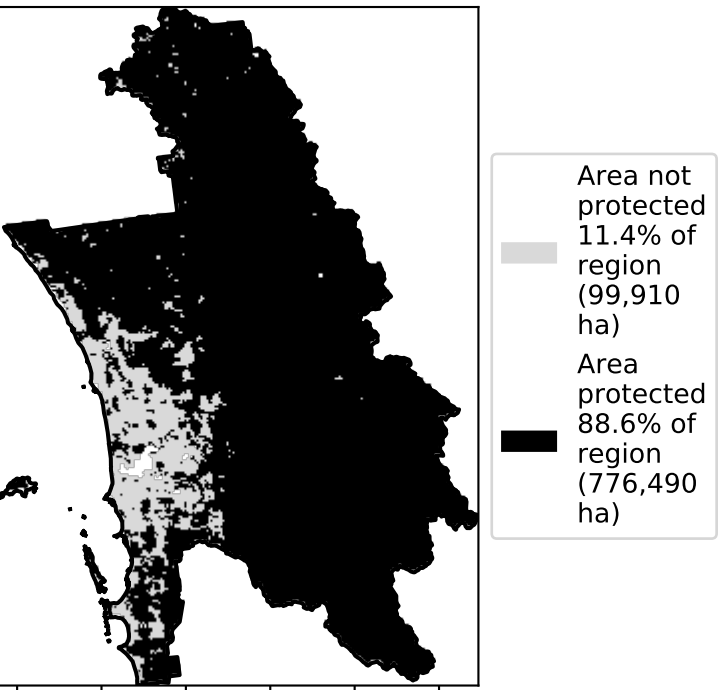 Area not
protected
11.4% of
region
(99,910
ha)
Area
protected
88.6% of
region
(776,490
ha)